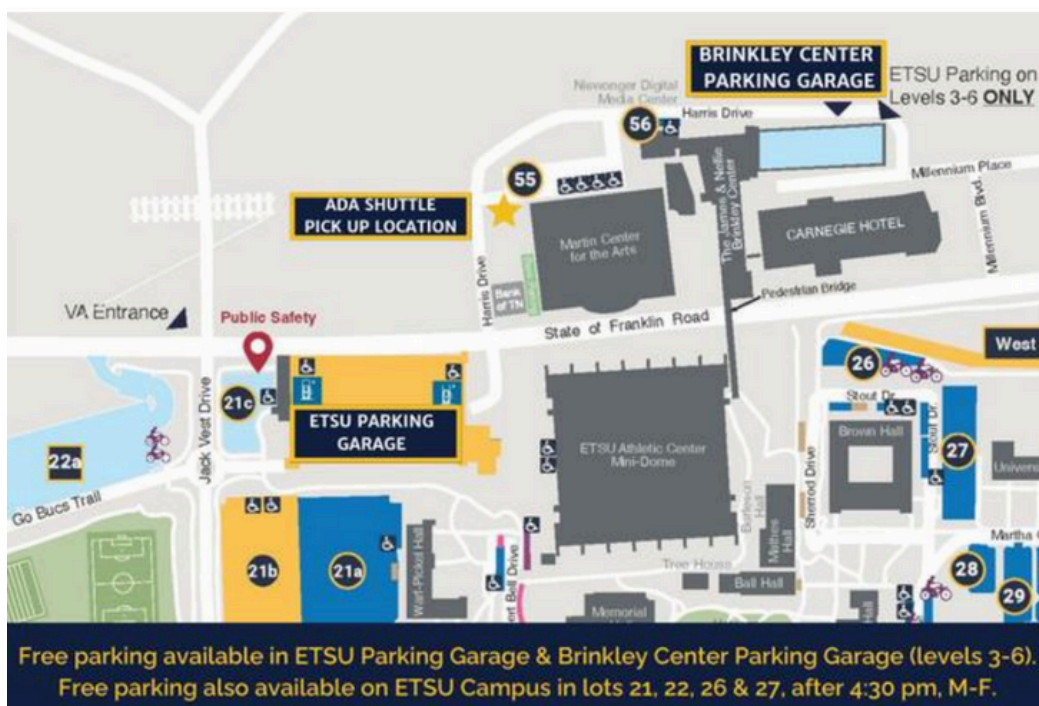 BRINKLEY CENTER
PARKING GARAGE
ETSU Parking on
Levels 3-6 ONLY
Niswonger Digital
Media Center
Harris Drive
56
55
Millennium Place
Millennium Blvd.
ADA SHUTTLE
PICK UP LOCATION
Martin Center
for the Arts
The James & Nellie
Brinkley Center
CARNEGIE HOTEL
Bank
of TN
Harris Drive
Pedestrian Bridge
VA Entrance
Public Safety
State of Franklin Road
West
26
21c
Stout Dr.
ETSU PARKING
GARAGE
ETSU Athletic Center
Mini-Dome
Brown Hall
Stout Dr.
27
22a
Jack Vest Drive
Go Bucs Trail
Sherrod Drive
Univers
Burleson
Hall
Mathes
Hall
Martha
21b
21a
Warf-Pickel Hall
ert Bell Drive
Tree House
Ball Hall
28
29
Memorial
Hall
Free parking available in ETSU Parking Garage & Brinkley Center Parking Garage (levels 3-6).
Free parking also available on ETSU Campus in lots 21, 22, 26 & 27, after 4:30 pm, M-F.